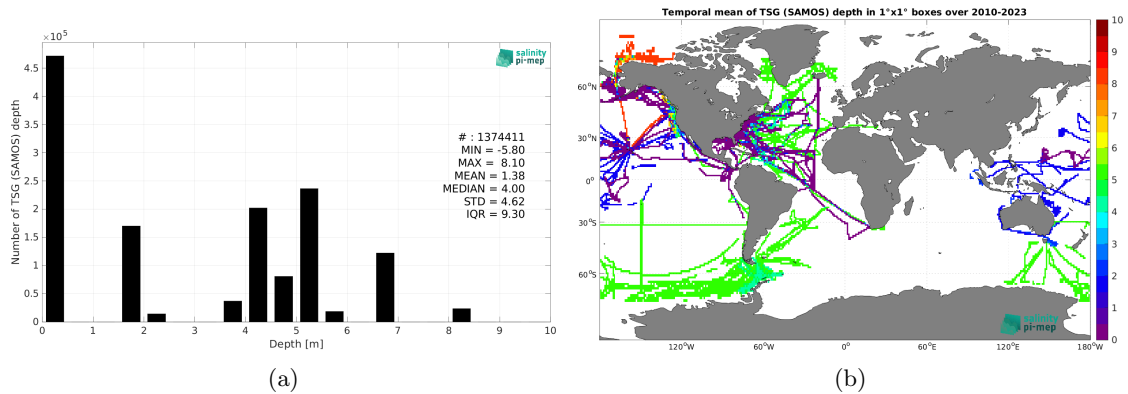 ×10⁵
4.5
4
3.5
3
2.5
2
1.5
1
0.5
0
Number of TSG (SAMOS) depth
salinity
pi-mep
# : 1374411
MIN = -5.80
MAX = 8.10
MEAN = 1.38
MEDIAN = 4.00
STD = 4.62
IQR = 9.30
0 1 2 3 4 5 6 7 8 9 10
Depth [m]
(a)
Temporal mean of TSG (SAMOS) depth in 1°x1° boxes over 2010-2023
60°N
30°N
0°
30°S
60°S
120°W 60°W 0° 60°E 120°E 180°W
salinity
pi-mep
10
9
8
7
6
5
4
3
2
1
0
(b)